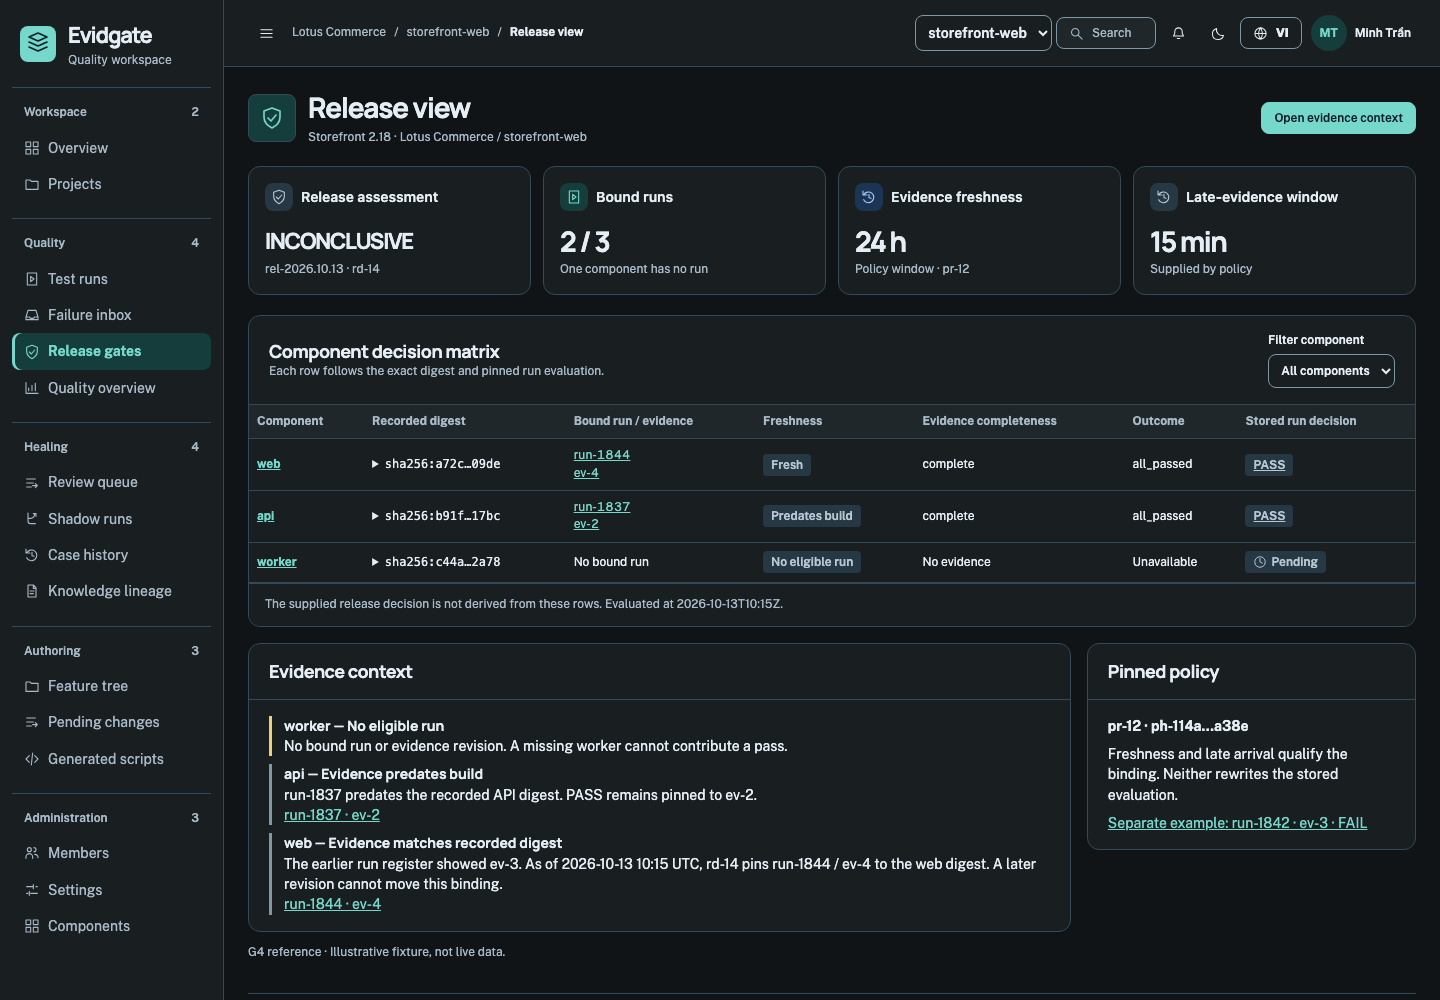 Evidgate
Quality workspace
Workspace 2
Overview
Projects
Quality 4
Test runs
Failure inbox
Release gates
Quality overview
Healing 4
Review queue
Shadow runs
Case history
Knowledge lineage
Authoring 3
Feature tree
Pending changes
Generated scripts
Administration 3
Members
Settings
Components
Lotus Commerce / storefront-web / Release view
storefront-web
Search
VI
MT
Minh Trấn
Release view
Storefront 2.18 · Lotus Commerce / storefront-web
Open evidence context
Release assessment
INCONCLUSIVE
rel-2026.10.13 · rd-14
Bound runs
2 / 3
One component has no run
Evidence freshness
24 h
Policy window · pr-12
Late-evidence window
15 min
Supplied by policy
Component decision matrix
Each row follows the exact digest and pinned run evaluation.
Filter component
All components
Component Recorded digest Bound run / evidence Freshness Evidence completeness Outcome Stored run decision
web sha256:a72c…09de run-1844 Fresh complete all_passed PASS
ev-4
api sha256:b91f…17bc run-1837 Predates build complete all_passed PASS
ev-2
worker sha256:c44a…2a78 No bound run No eligible run No evidence Unavailable Pending
The supplied release decision is not derived from these rows. Evaluated at 2026-10-13T10:15Z.
Evidence context
worker — No eligible run
No bound run or evidence revision. A missing worker cannot contribute a pass.
api — Evidence predates build
run-1837 predates the recorded API digest. PASS remains pinned to ev-2.
run-1837 · ev-2
web — Evidence matches recorded digest
The earlier run register showed ev-3. As of 2026-10-13 10:15 UTC, rd-14 pins run-1844 / ev-4 to the web digest. A later
revision cannot move this binding.
run-1844 · ev-4
Pinned policy
pr-12 · ph-114a…a38e
Freshness and late arrival qualify the
binding. Neither rewrites the stored
evaluation.
Separate example: run-1842 · ev-3 · FAIL
G4 reference · Illustrative fixture, not live data.